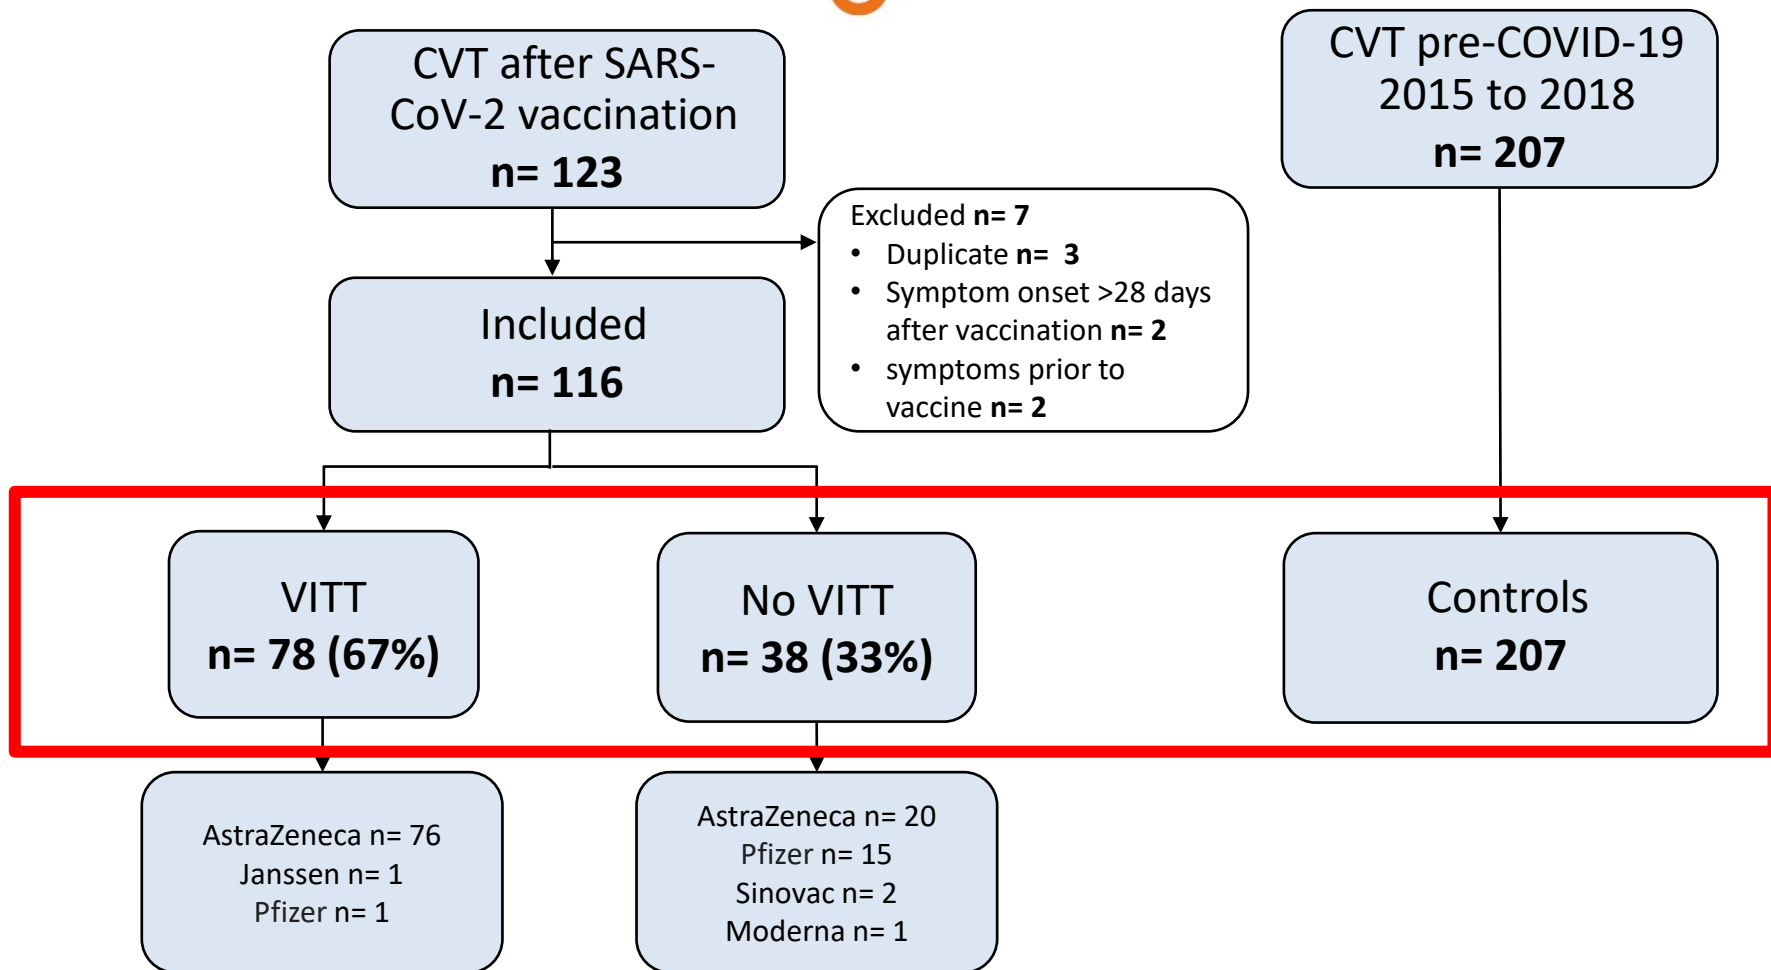 CVT after SARS-
CoV-2 vaccination
n= 123
CVT pre-COVID-19
2015 to 2018
n= 207
Excluded n= 7
• Duplicate n=  3
• Symptom onset >28 days
after vaccination n= 2
• symptoms prior to
vaccine n= 2
Included
n= 116
VITT
n= 78 (67%)
No VITT
n= 38 (33%)
Controls
n= 207
AstraZeneca n= 76
Janssen n= 1
Pfizer n= 1
AstraZeneca n= 20
Pfizer n= 15
Sinovac n= 2
Moderna n= 1